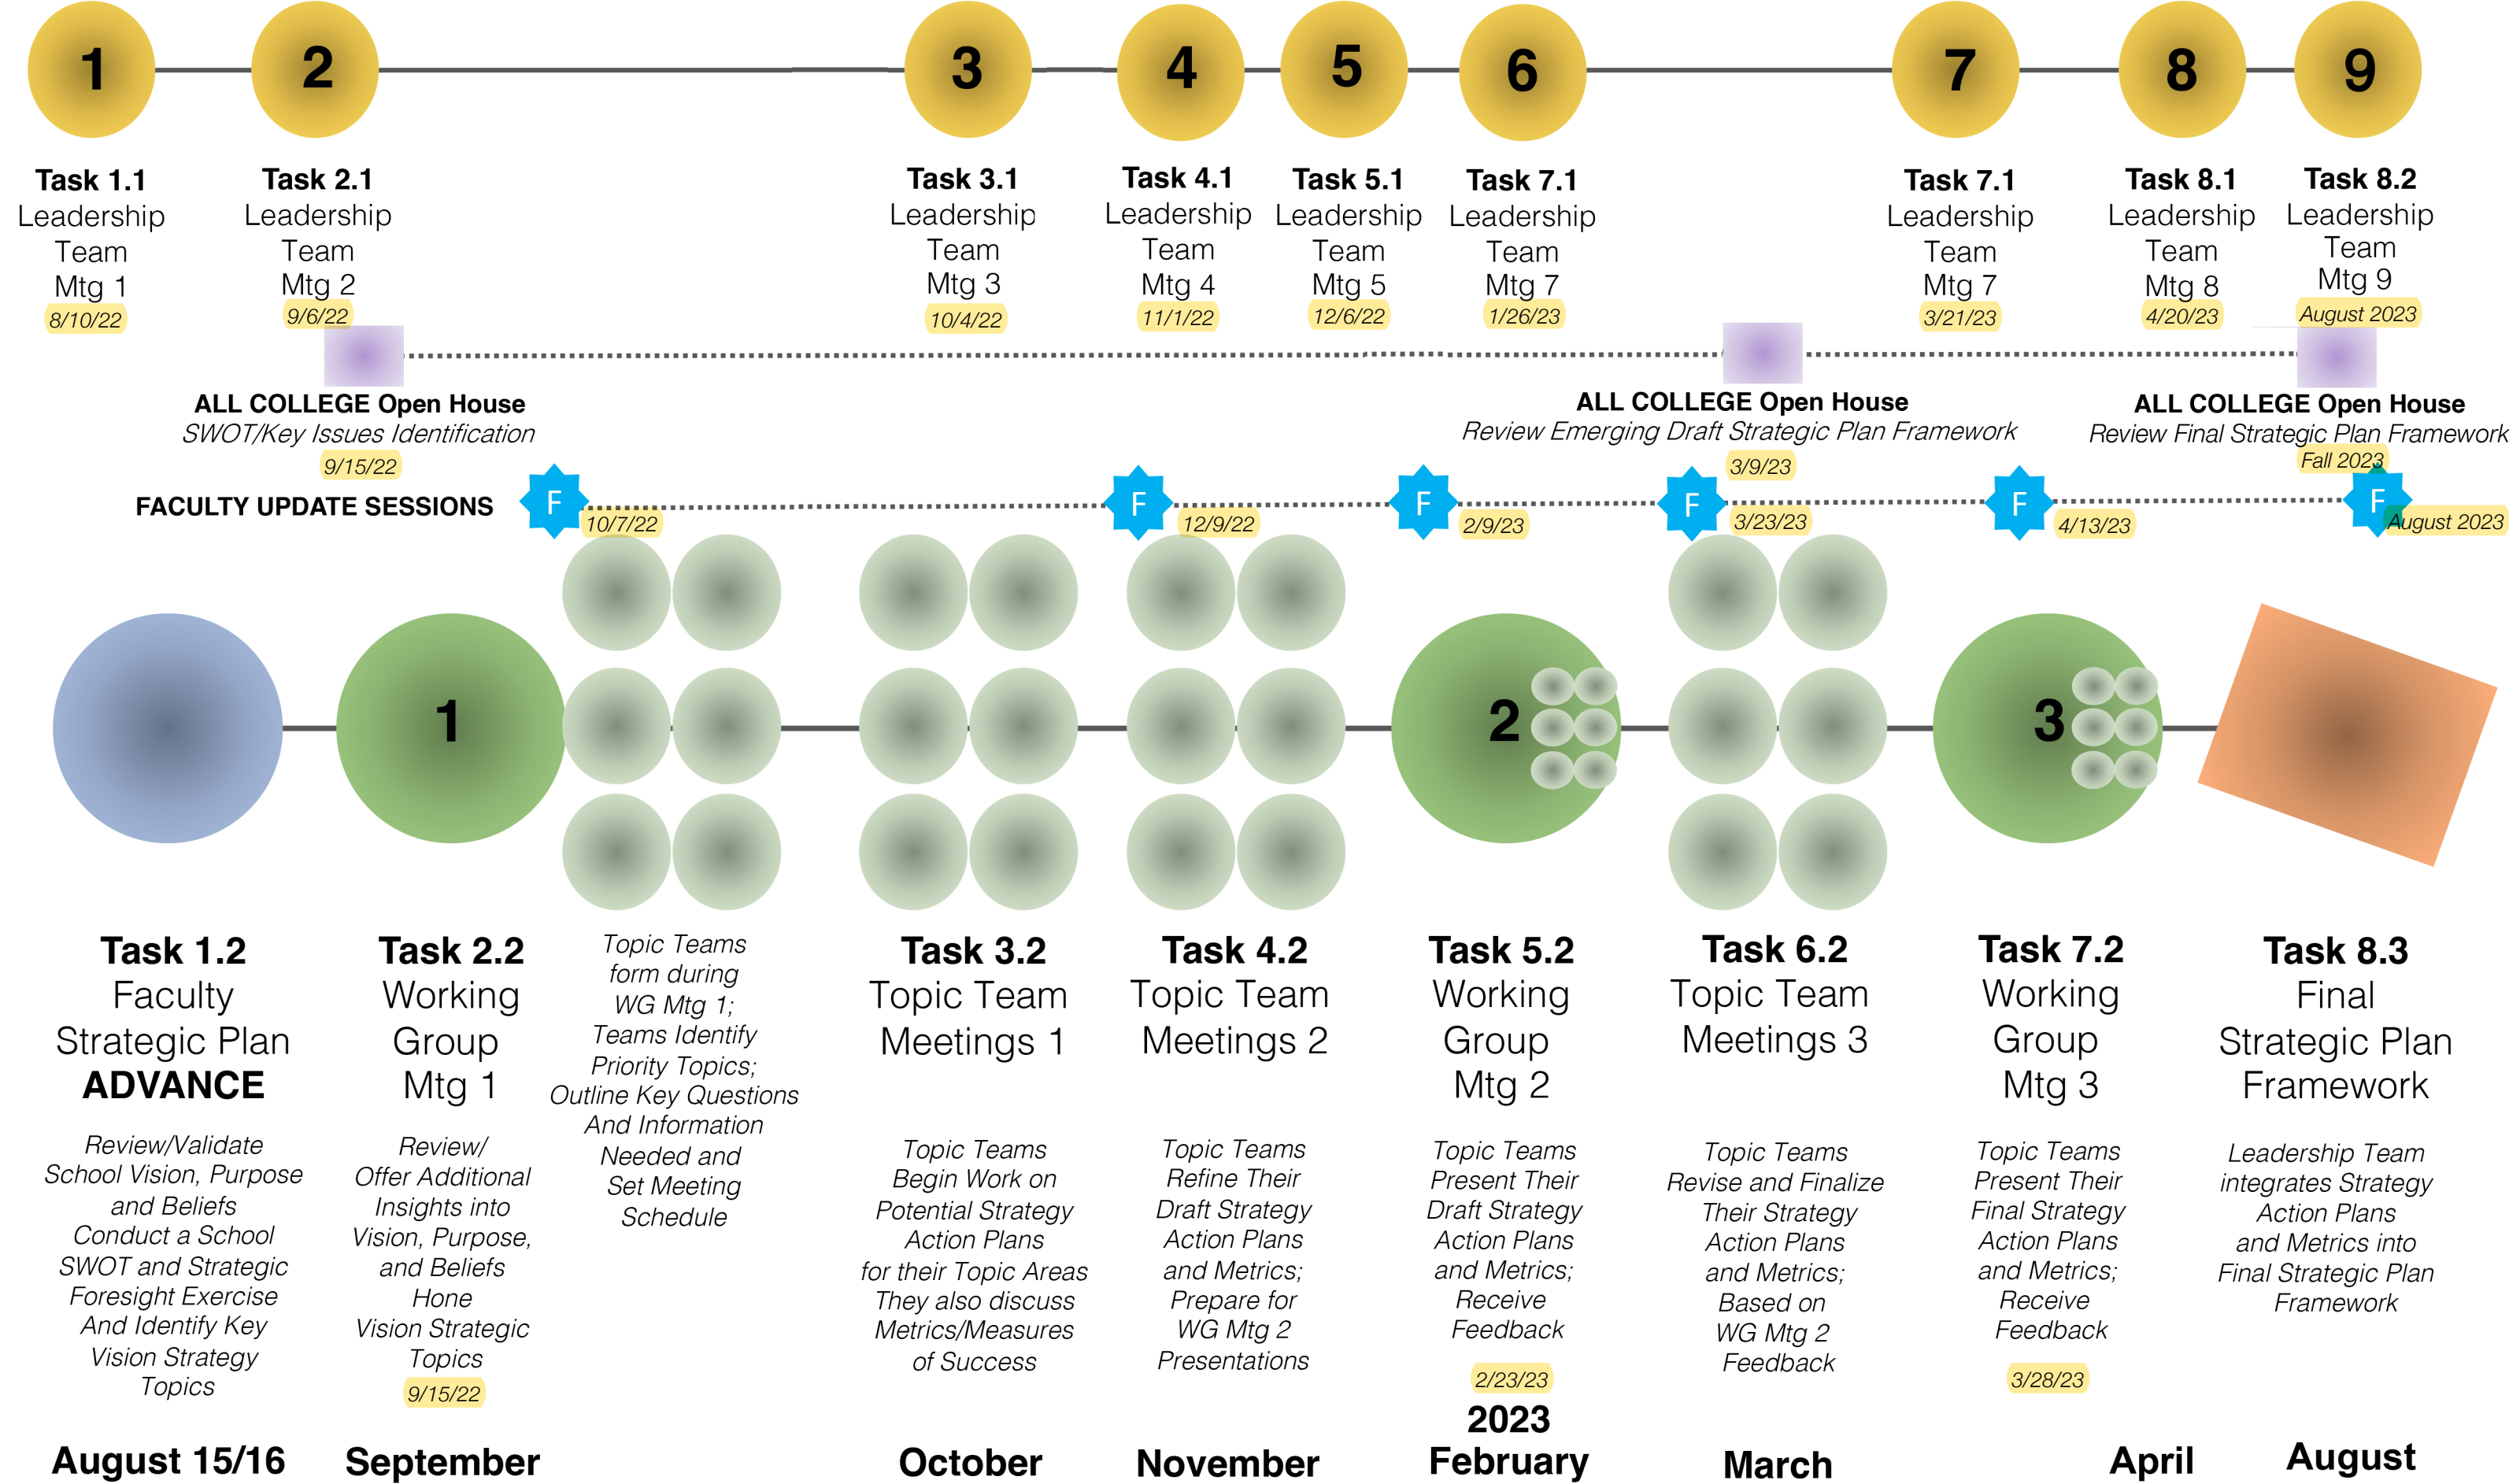 1
2
3
4
5
6
7
8
9
Task 1.1
Leadership
Team
Mtg 1
8/10/22
Task 2.1
Leadership
Team
Mtg 2
9/6/22
Task 3.1
Leadership
Team
Mtg 3
10/4/22
Task 4.1
Leadership
Team
Mtg 4
11/1/22
Task 5.1
Leadership
Team
Mtg 5
12/6/22
Task 7.1
Leadership
Team
Mtg 7
1/26/23
Task 7.1
Leadership
Team
Mtg 7
3/21/23
Task 8.1
Leadership
Team
Mtg 8
4/20/23
Task 8.2
Leadership
Team
Mtg 9
August 2023
ALL COLLEGE Open House
SWOT/Key Issues Identification
9/15/22
ALL COLLEGE Open House
Review Emerging Draft Strategic Plan Framework
3/9/23
ALL COLLEGE Open House
Review Final Strategic Plan Framework
Fall 2023
FACULTY UPDATE SESSIONS
F
10/7/22
F
12/9/22
F
2/9/23
F
3/23/23
F
4/13/23
F
August 2023
1
2
3
Task 1.2
Faculty
Strategic Plan
ADVANCE
Review/Validate
School Vision, Purpose
and Beliefs
Conduct a School
SWOT and Strategic
Foresight Exercise
And Identify Key
Vision Strategy
Topics
August 15/16
Task 2.2
Working
Group
Mtg 1
Review/
Offer Additional
Insights into
Vision, Purpose,
and Beliefs
Hone
Vision Strategic
Topics
9/15/22
September
Topic Teams
form during
WG Mtg 1;
Teams Identify
Priority Topics;
Outline Key Questions
And Information
Needed and
Set Meeting
Schedule
Task 3.2
Topic Team
Meetings 1
Topic Teams
Begin Work on
Potential Strategy
Action Plans
for their Topic Areas
They also discuss
Metrics/Measures
of Success
October
Task 4.2
Topic Team
Meetings 2
Topic Teams
Refine Their
Draft Strategy
Action Plans
and Metrics;
Prepare for
WG Mtg 2
Presentations
November
Task 5.2
Working
Group
Mtg 2
Topic Teams
Present Their
Draft Strategy
Action Plans
and Metrics;
Receive
Feedback
2/23/23
2023
February
Task 6.2
Topic Team
Meetings 3
Topic Teams
Revise and Finalize
Their Strategy
Action Plans
and Metrics;
Based on
WG Mtg 2
Feedback
March
Task 7.2
Working
Group
Mtg 3
Topic Teams
Present Their
Final Strategy
Action Plans
and Metrics;
Receive
Feedback
3/28/23
April
Task 8.3
Final
Strategic Plan
Framework
Leadership Team
integrates Strategy
Action Plans
and Metrics into
Final Strategic Plan
Framework
August